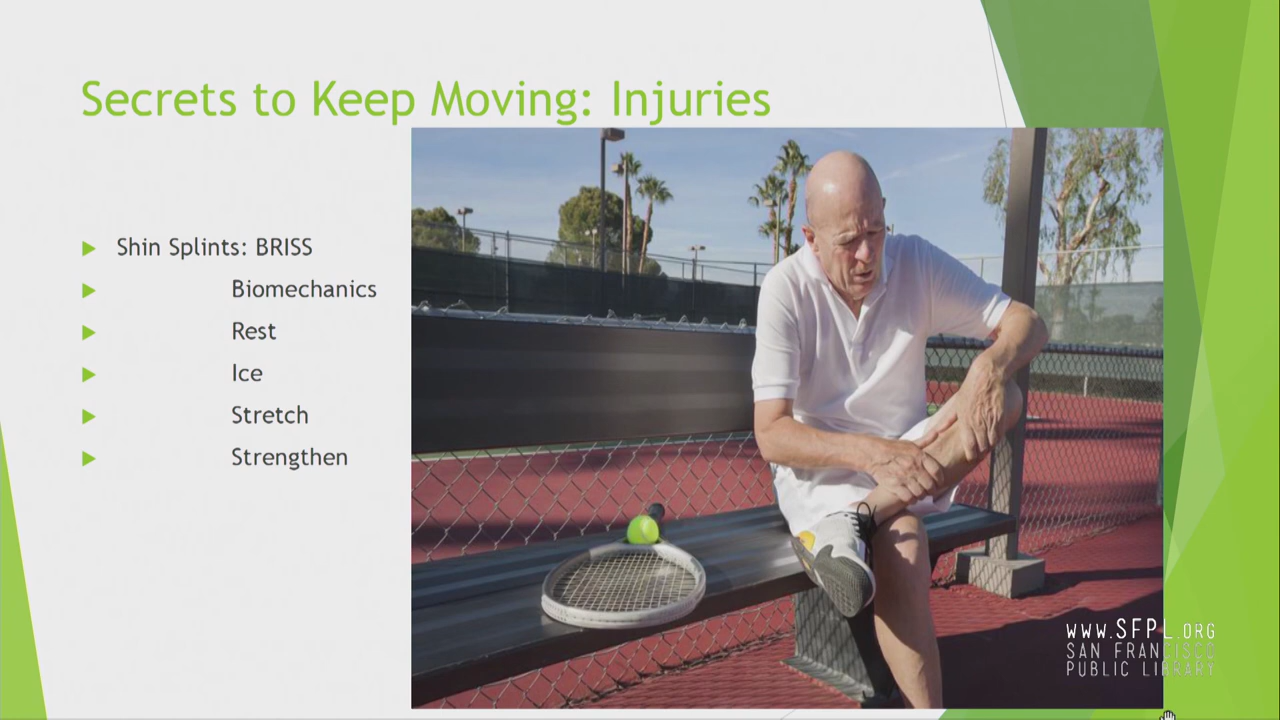 Secrets to Keep Moving: Injuries
Shin Splints: BRISS
Biomechanics
Rest
Ice
Stretch
Strengthen
WWW.SFPL.ORG
SAN FRANCISCO
PUBLIC LIBRARY